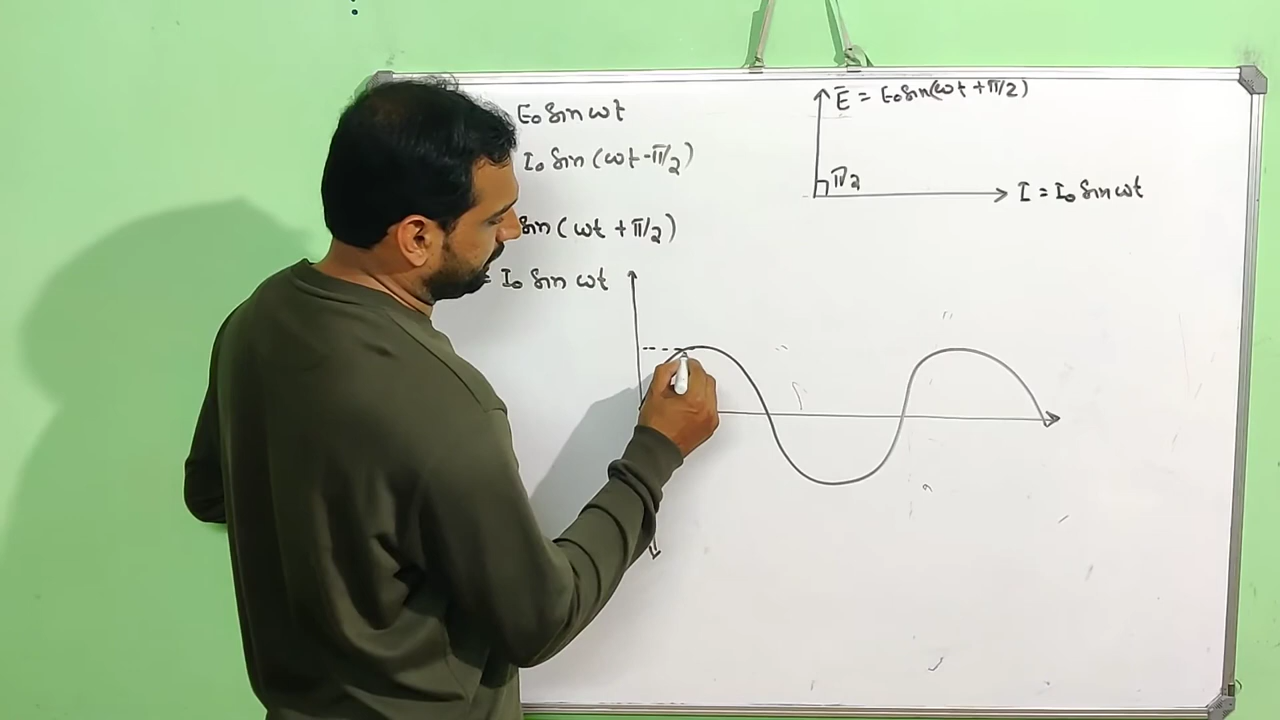 E₀ Sin ωt
I₀ Sin (ωt - π/2)
Sin (ωt + π/2)
= I₀ Sin ωt
E = E₀ Sin(ωt + π/2)
π/2
I = I₀ Sin ωt